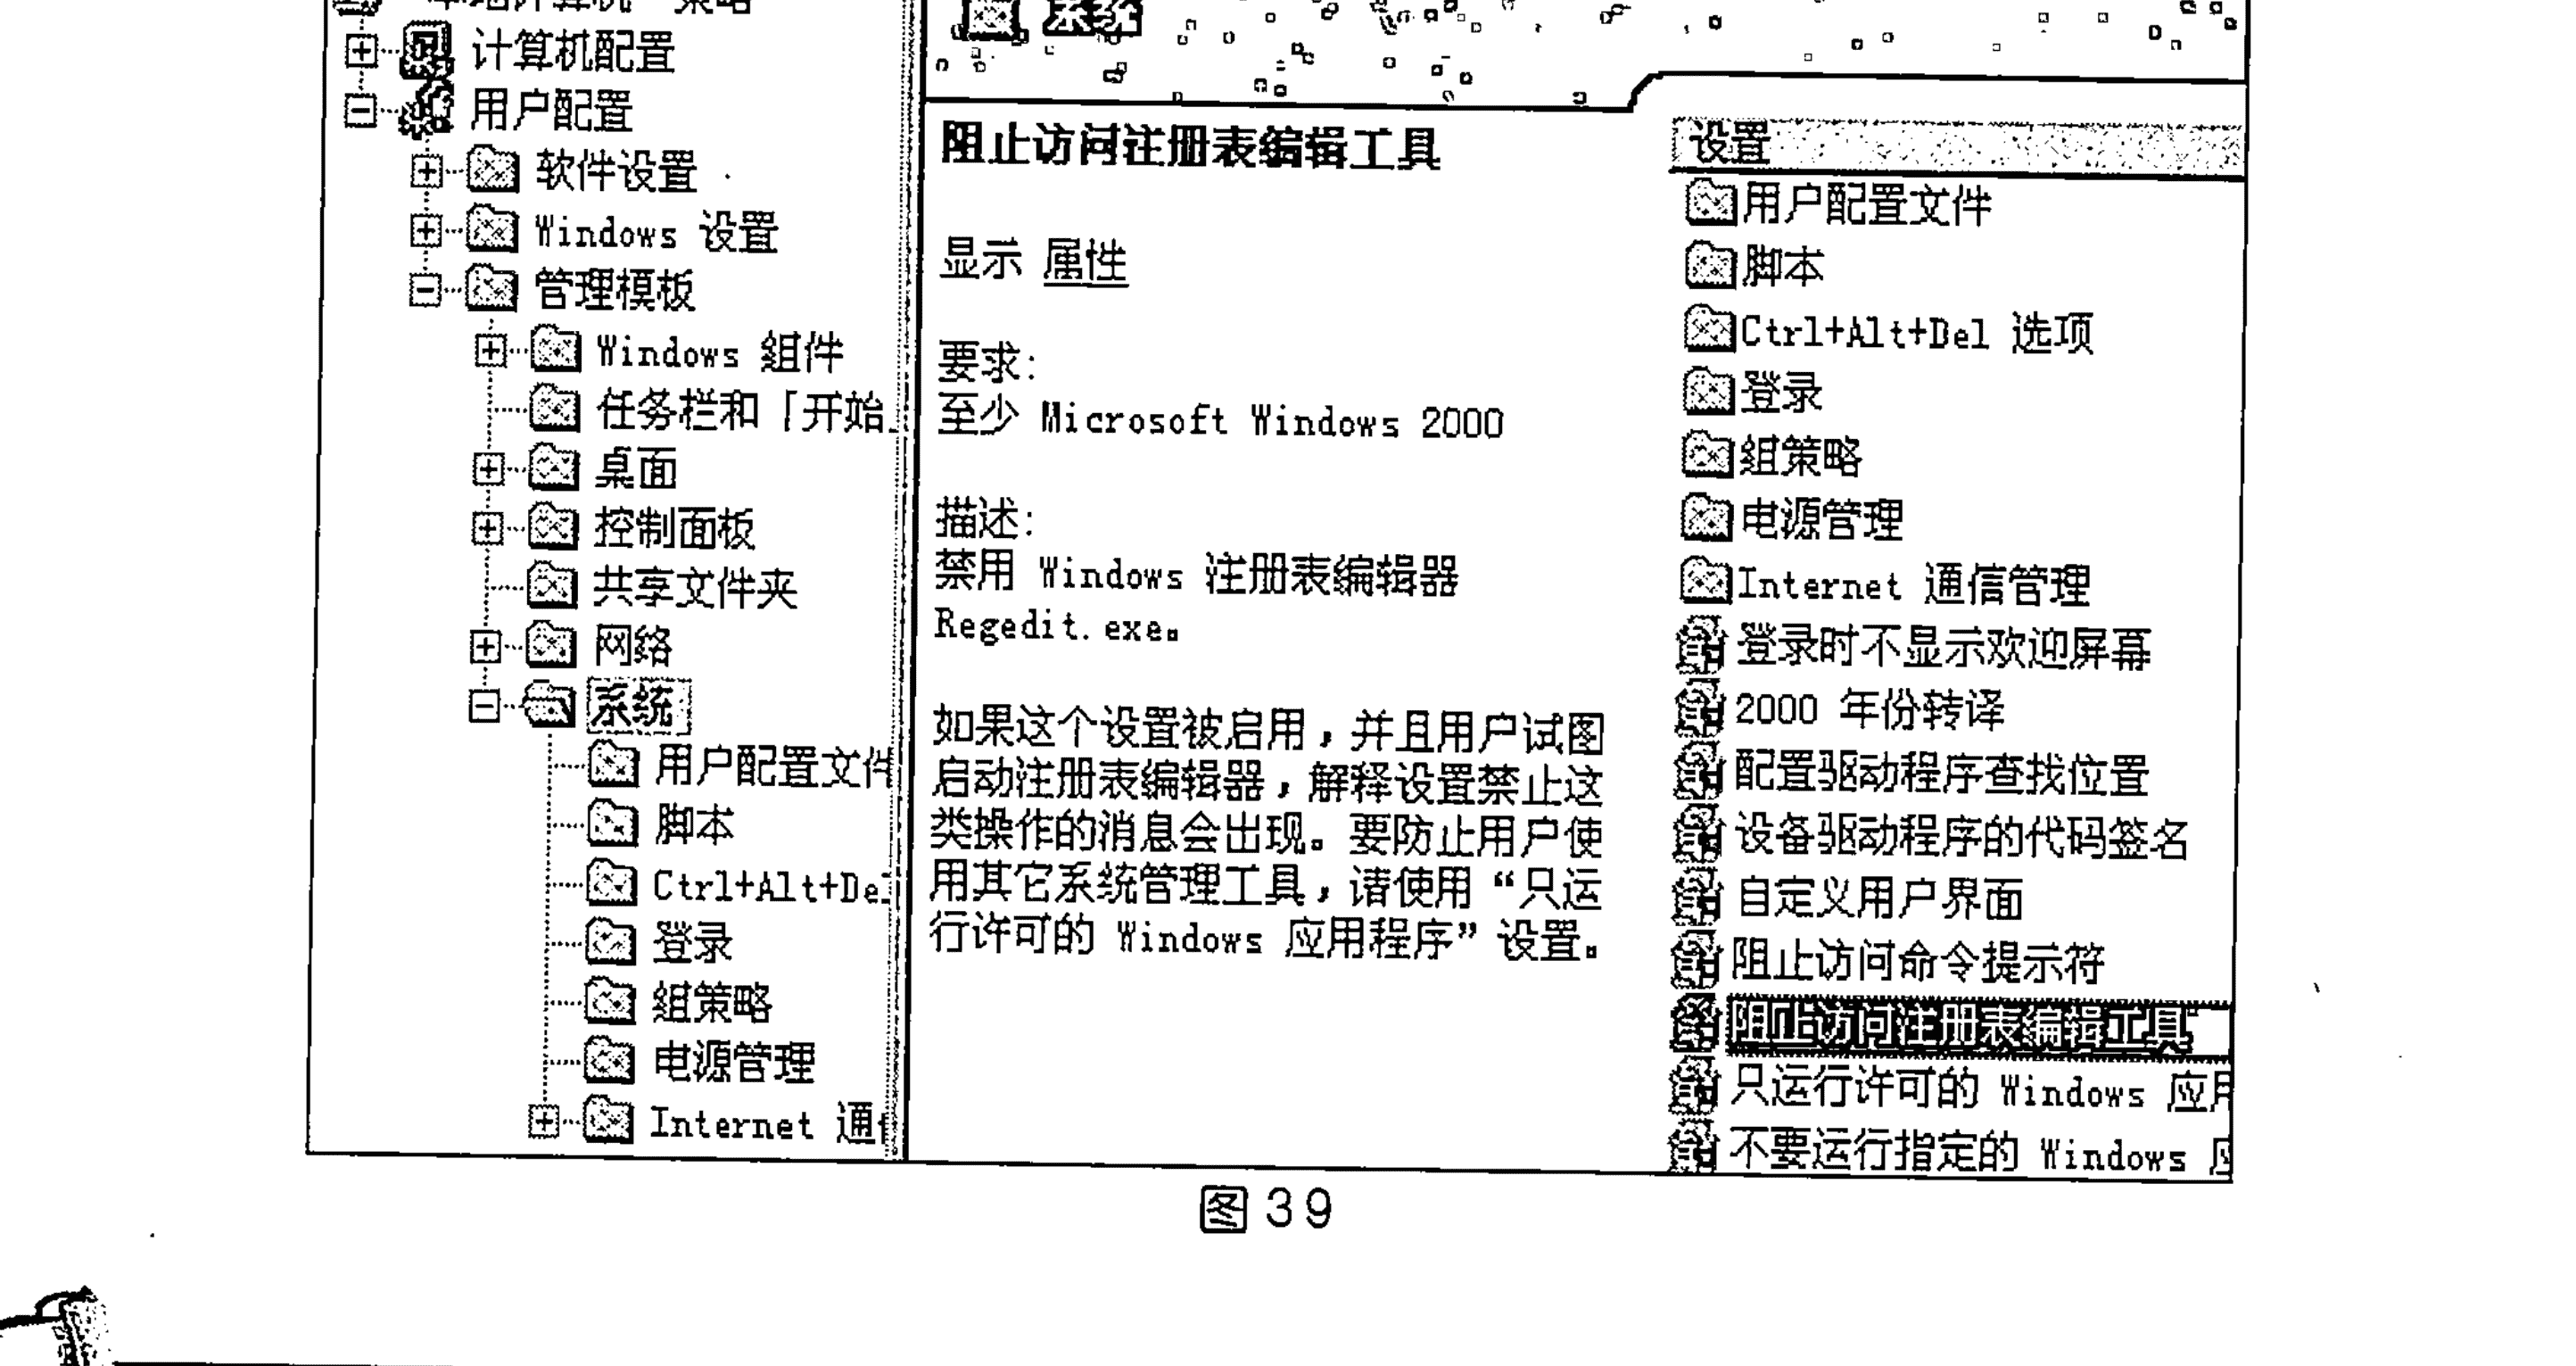 计算机配置
用户配置
软件设置
Windows 设置
管理模板
Windows 组件
任务栏和「开始
桌面
控制面板
共享文件夹
网络
系统
用户配置文件
脚本
Ctrl+Alt+De
登录
组策略
电源管理
Internet 通
系统
阻止访问注册表编辑工具
显示 属性
要求:
至少 Microsoft Windows 2000
描述:
禁用 Windows 注册表编辑器
Regedit.exe。
如果这个设置被启用，并且用户试图
启动注册表编辑器，解释设置禁止这
类操作的消息会出现。要防止用户使
用其它系统管理工具，请使用“只运
行许可的 Windows 应用程序”设置。
设置
用户配置文件
脚本
Ctrl+Alt+Del 选项
登录
组策略
电源管理
Internet 通信管理
登录时不显示欢迎屏幕
2000 年份转译
配置驱动程序查找位置
设备驱动程序的代码签名
自定义用户界面
阻止访问命令提示符
阻止访问注册表编辑工具
只运行许可的 Windows 应用
不要运行指定的 Windows
图39